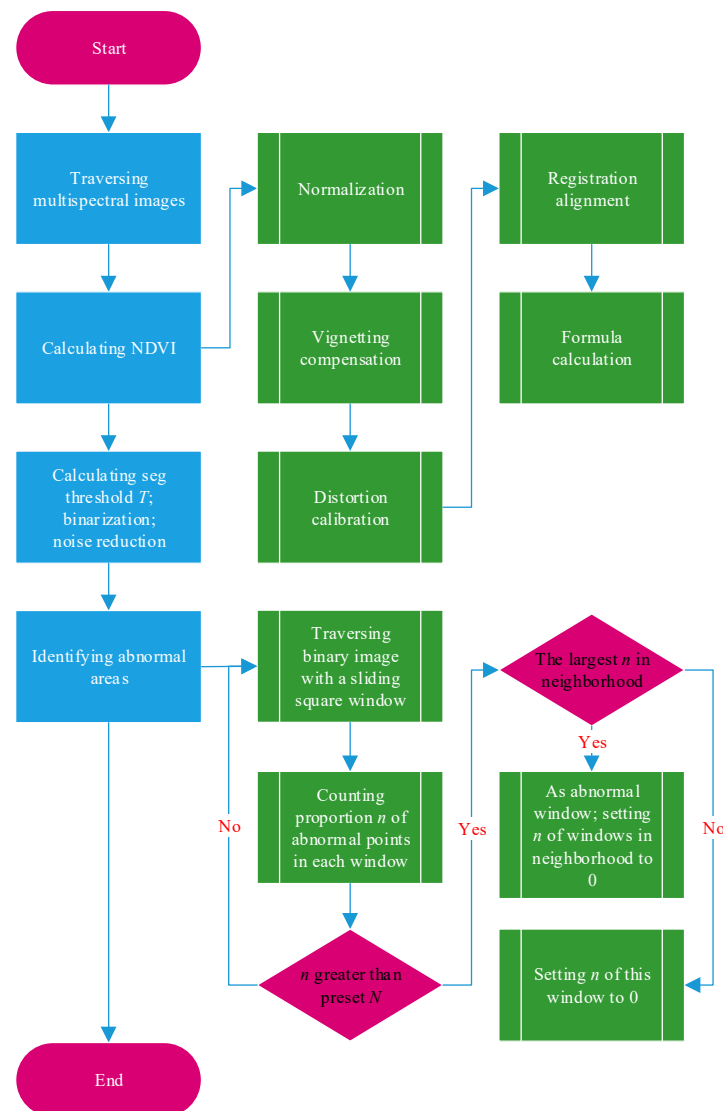 Start
Traversing
multispectral images
Normalization
Registration
alignment
Calculating NDVI
Vignetting
compensation
Formula
calculation
Calculating seg
threshold T;
binarization;
noise reduction
Distortion
calibration
Identifying abnormal
areas
Traversing
binary image
with a sliding
square window
The largest n in
neighborhood
Yes
No
Counting
proportion n of
abnormal points
in each window
Yes
As abnormal
window; setting
n of windows in
neighborhood to
0
No
n greater than
preset N
Setting n of this
window to 0
End